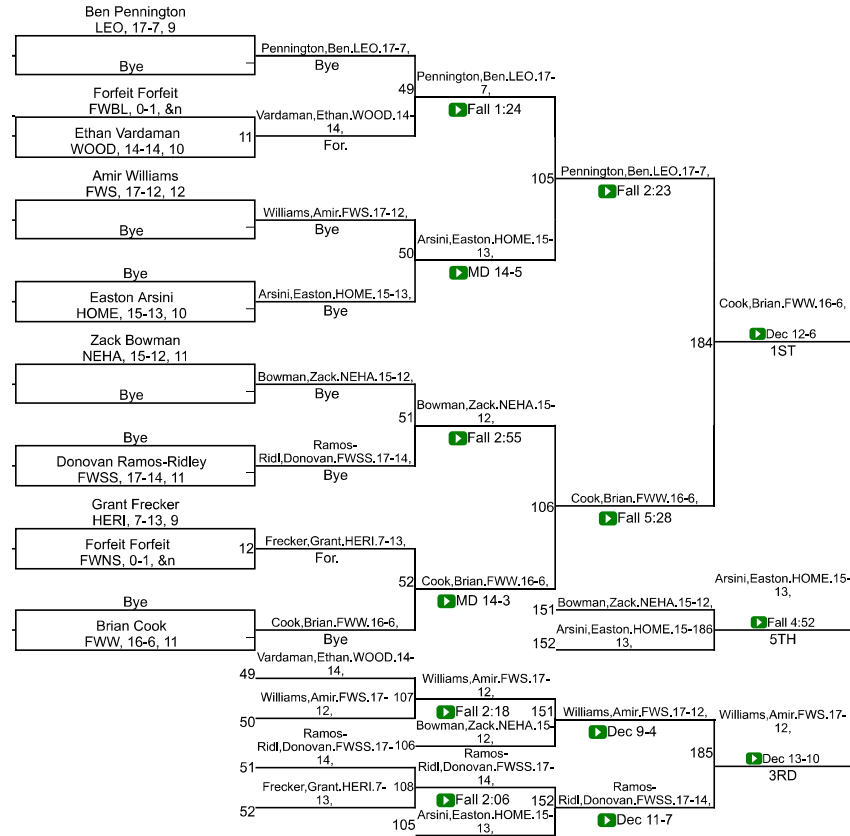 Ben Pennington
LEO, 17-7, 9
Pennington,Ben.LEO.17-7,
Bye
Bye
49
Pennington,Ben.LEO.17-
7,
Fall 1:24
Forfeit Forfeit
FWBL, 0-1, &n
Vardaman,Ethan.WOOD.14-
14,
11
Ethan Vardaman
WOOD, 14-14, 10
For.
105
Pennington,Ben.LEO.17-7,
Fall 2:23
Amir Williams
FWS, 17-12, 12
Williams,Amir.FWS.17-12,
Bye
Bye
50
Arsini,Easton.HOME.15-
13,
MD 14-5
Bye
Easton Arsini
HOME, 15-13, 10
Arsini,Easton.HOME.15-13,
Bye
184
Cook,Brian.FWW.16-6,
Dec 12-6
1ST
Zack Bowman
NEHA, 15-12, 11
Bowman,Zack.NEHA.15-12,
Bye
Bye
51
Bowman,Zack.NEHA.15-
12,
Fall 2:55
Bye
Donovan Ramos-Ridley
FWSS, 17-14, 11
Ramos-
Ridl,Donovan.FWSS.17-14,
Bye
106
Cook,Brian.FWW.16-6,
Fall 5:28
Grant Frecker
HERI, 7-13, 9
Forfeit Forfeit
FWNS, 0-1, &n
12
Frecker,Grant.HERI.7-13,
For.
52
Cook,Brian.FWW.16-6,
MD 14-3
Bye
Brian Cook
FWW, 16-6, 11
Cook,Brian.FWW.16-6,
Bye
151
Bowman,Zack.NEHA.15-12,
152
Arsini,Easton.HOME.15-
13,
186
Arsini,Easton.HOME.15-
13,
Fall 4:52
5TH
49
Vardaman,Ethan.WOOD.14-
14,
50
Williams,Amir.FWS.17-
12,
107
Williams,Amir.FWS.17-
12,
Fall 2:18
106
Bowman,Zack.NEHA.15-
12,
151
Williams,Amir.FWS.17-12,
Dec 9-4
51
Ramos-
Ridl,Donovan.FWSS.17-
14,
52
Frecker,Grant.HERI.7-
13,
108
Ramos-
Ridl,Donovan.FWSS.17-
14,
Fall 2:06
105
Arsini,Easton.HOME.15-
13,
152
Ramos-
Ridl,Donovan.FWSS.17-14,
Dec 11-7
185
Williams,Amir.FWS.17-
12,
Dec 13-10
3RD